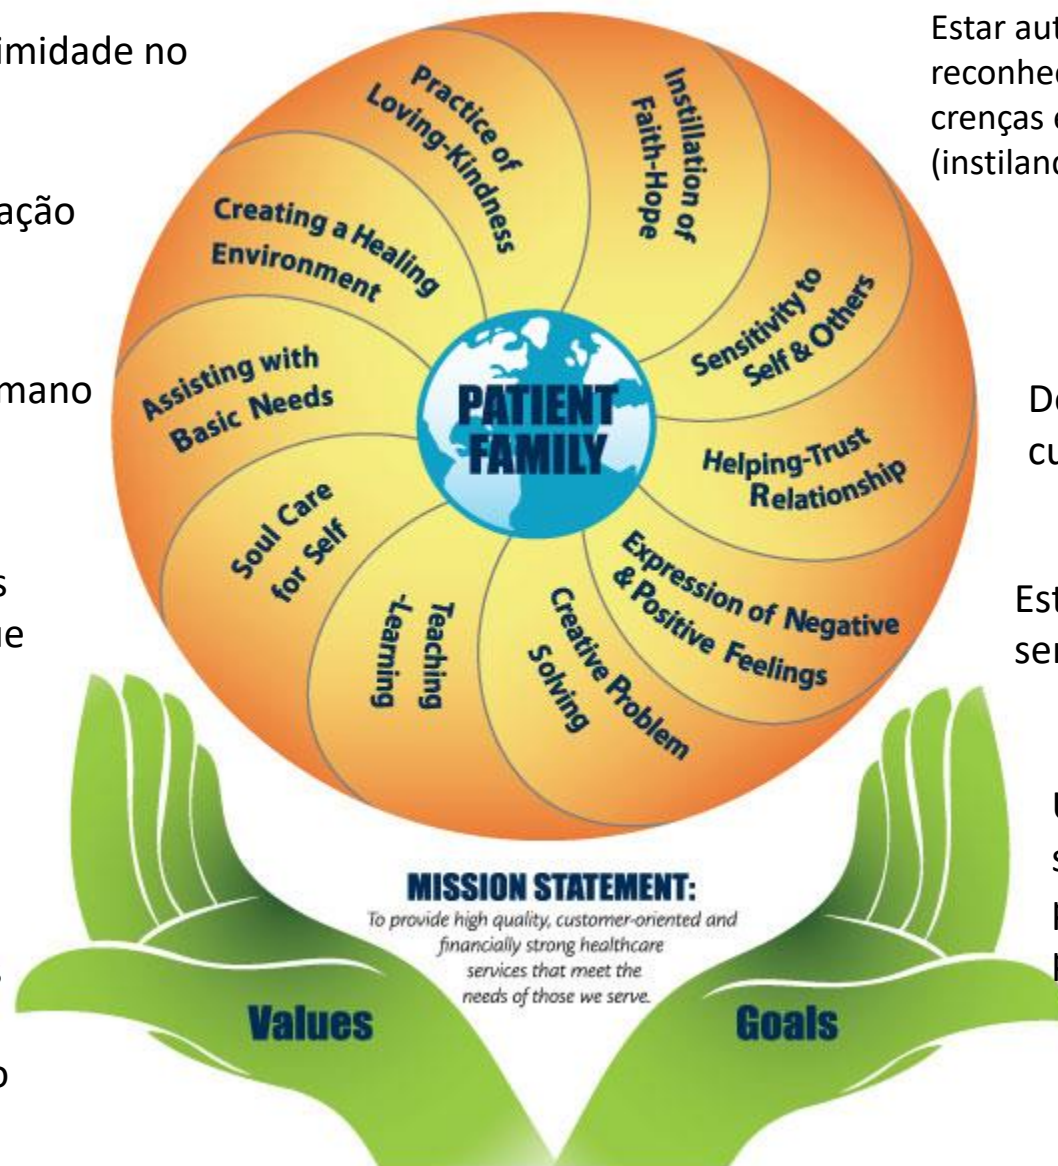 imidade no
ação
mano
s
ue
o
Practice of
Loving-Kindness
Instillation of
Faith-Hope
Creating a Healing
Environment
Sensitivity to
Self & Others
Assisting with
Basic Needs
PATIENT
FAMILY
Helping-Trust
Relationship
Soul Care
for Self
Expression of Negative
& Positive Feelings
Teaching
-Learning
Creative Problem
Solving
Estar aut
reconhec
crenças e
(instilan
De
cu
Est
ser
MISSION STATEMENT:
To provide high quality, customer-oriented and
financially strong healthcare
services that meet the
needs of those we serve.
Values
Goals